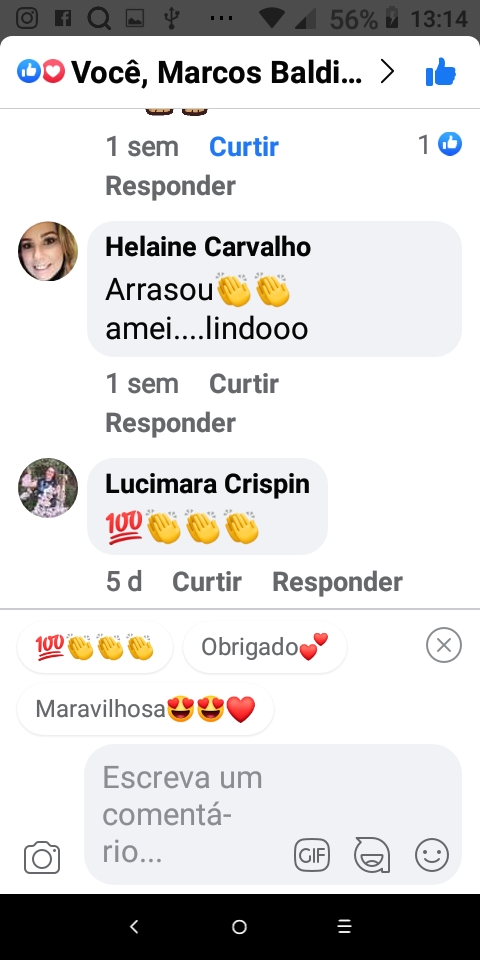 56% 13:14
Você, Marcos Baldi...
1 sem Curtir 1
Responder
Helaine Carvalho
Arrasou👏👏
amei....lindooo
1 sem Curtir
Responder
Lucimara Crispin
💯👏👏👏
5 d Curtir Responder
💯👏👏👏 Obrigado💕
Maravilhosa😍😍❤️
Escreva um
comentá-
rio...
GIF